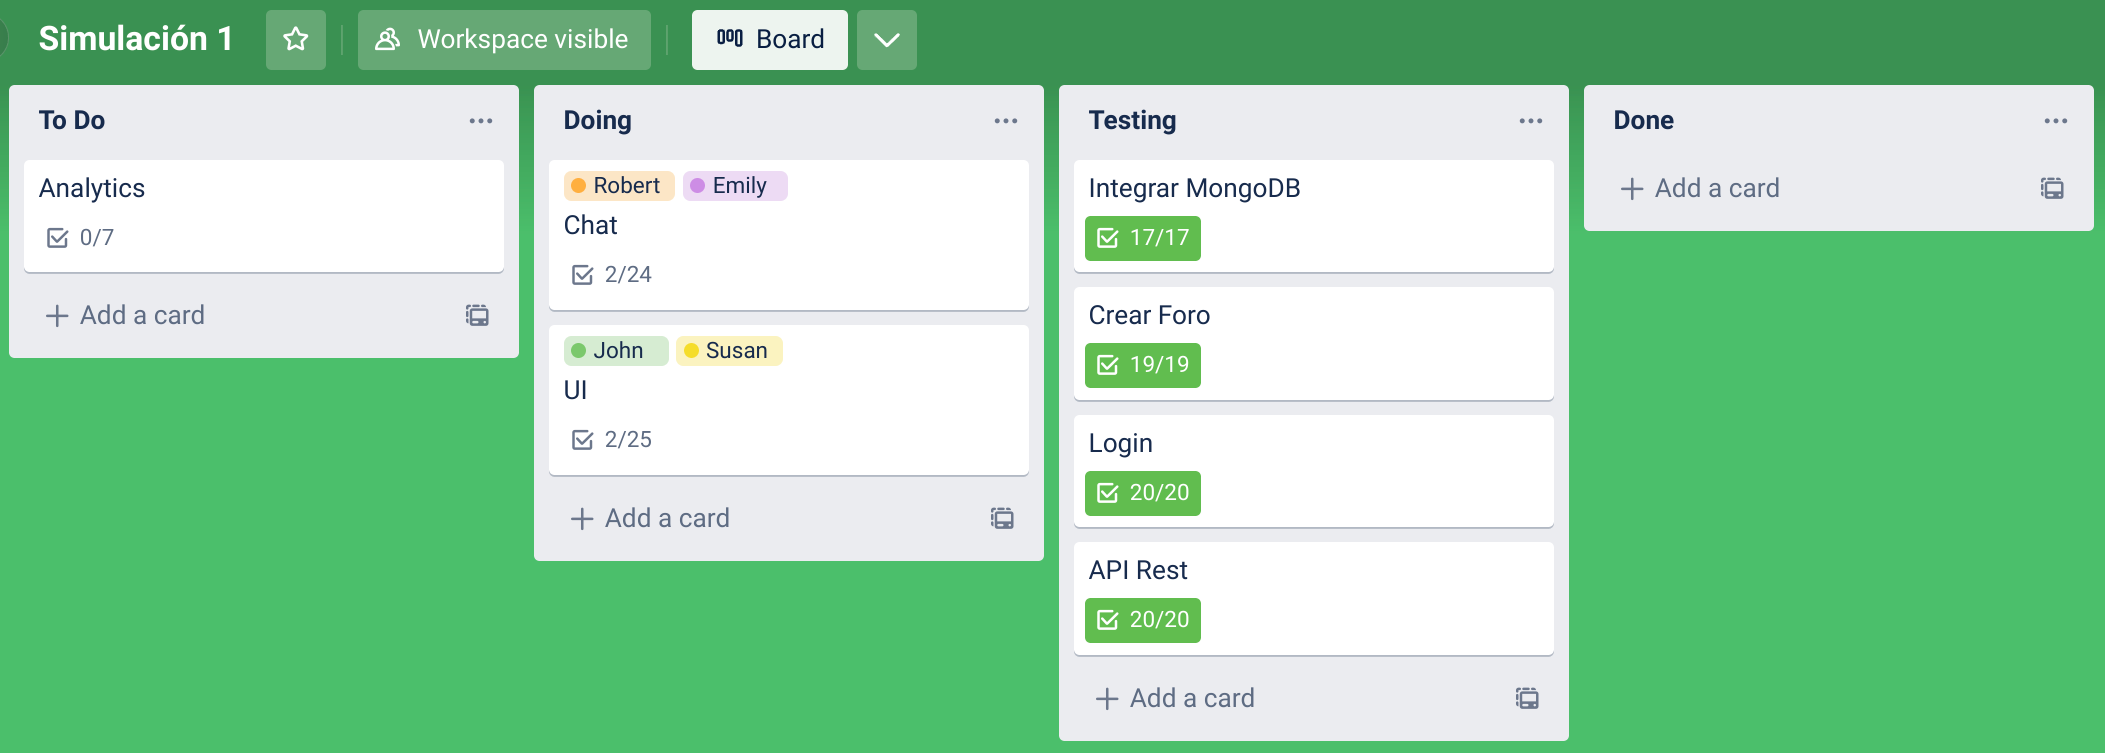 Simulación 1
Workspace visible
Board
To Do
Analytics
0/7
Add a card
Doing
Robert
Emily
Chat
2/24
John
Susan
UI
2/25
Add a card
Testing
Integrar MongoDB
17/17
Crear Foro
19/19
Login
20/20
API Rest
20/20
Add a card
Done
Add a card